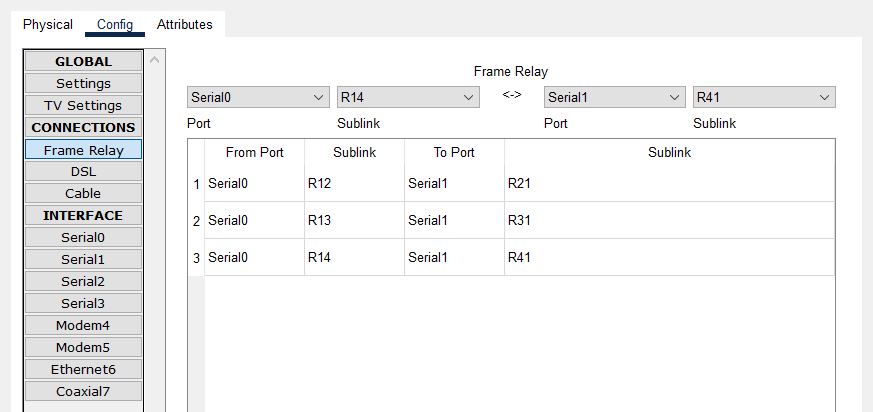 Physical Config Attributes
GLOBAL
Settings
TV Settings
CONNECTIONS
Frame Relay
DSL
Cable
INTERFACE
Serial0
Serial1
Serial2
Serial3
Modem4
Modem5
Ethernet6
Coaxial7
Frame Relay
Serial0 R14 <-> Serial1 R41
Port Sublink Port Sublink
From Port Sublink To Port Sublink
1 Serial0 R12 Serial1 R21
2 Serial0 R13 Serial1 R31
3 Serial0 R14 Serial1 R41